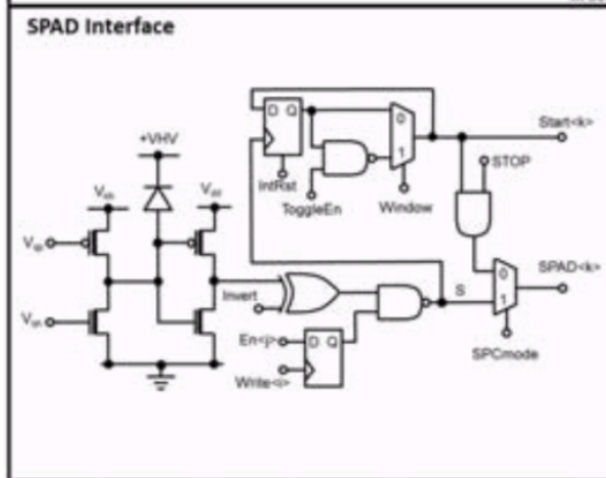 SPAD Interface
+VHV
D Q
0
1
Start<k>
STOP
IntRst
ToggleEn
Window
Invert
S
0
1
SPAD<k>
En<j>
D Q
Write<i>
SPCmode